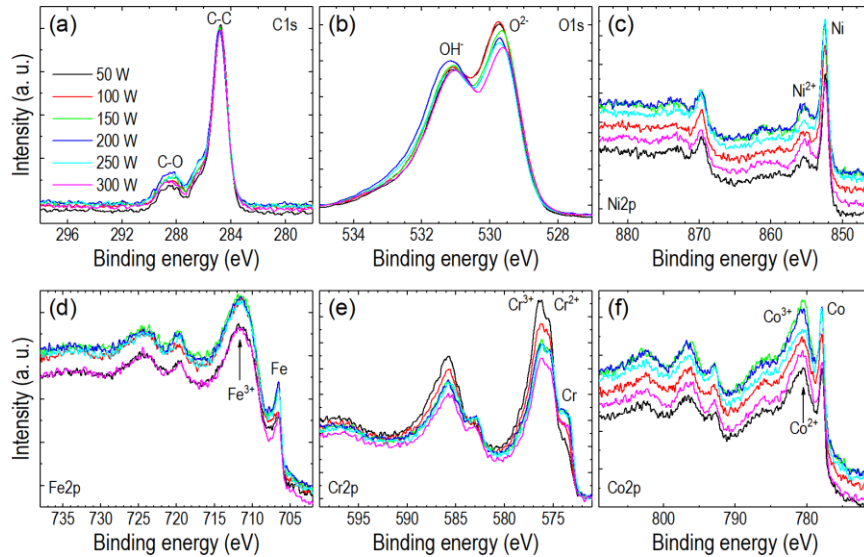 (a)
C-C
C1s
50 W
100 W
150 W
200 W
250 W
300 W
C-O
298 292 288 284 280
Binding energy (eV)
Intensity (a. u.)
(b)
OH-
O2-
O1s
534 531 528
Binding energy (eV)
(c)
Ni
Ni2+
Ni2p
880 870 860 850
Binding energy (eV)
(d)
Fe3+
Fe
Fe2p
735 730 725 720 715 710 705
Binding energy (eV)
Intensity (a. u.)
(e)
Cr3+
Cr2+
Cr
Cr2p
595 590 585 580 575
Binding energy (eV)
(f)
Co3+
Co
Co2+
Co2p
800 790 780
Binding energy (eV)